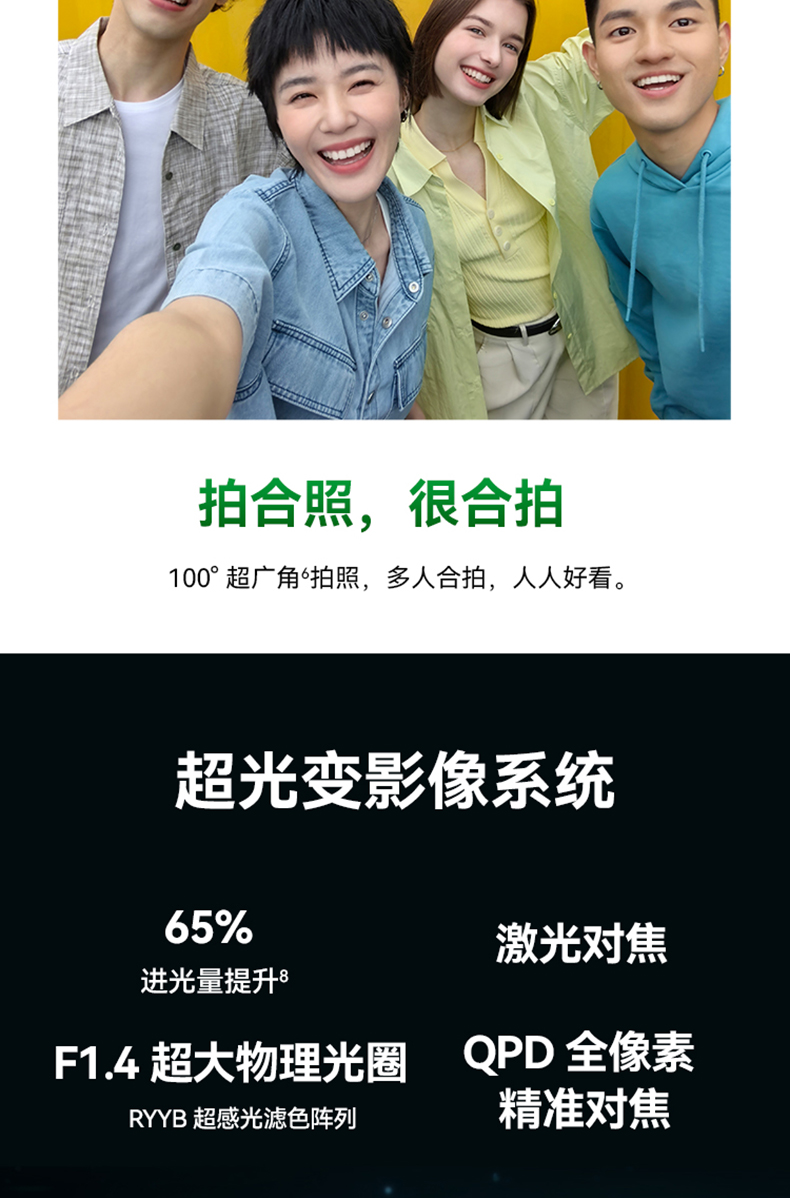 拍合照，很合拍
100° 超广角6拍照，多人合拍，人人好看。
超光变影像系统
65%
进光量提升8
激光对焦
F1.4 超大物理光圈
RYYB 超感光滤色阵列
QPD 全像素
精准对焦